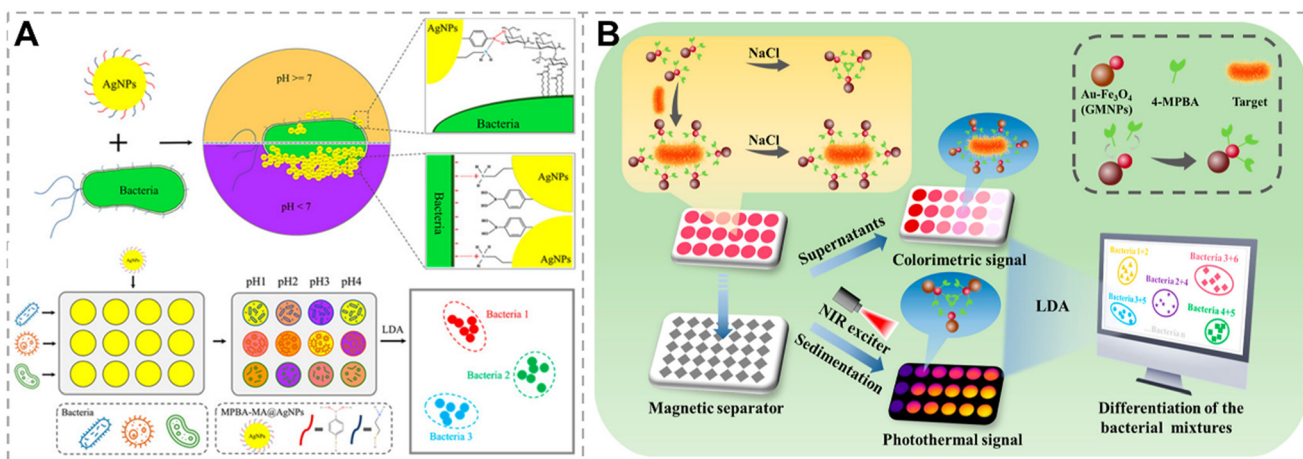 A
AgNPs
+
Bacteria
pH >= 7
pH < 7
AgNPs
Bacteria
Bacteria
AgNPs
AgNPs
AgNPs
pH1 pH2 pH3 pH4
LDA
Bacteria 1
Bacteria 2
Bacteria 3
Bacteria
MPBA-MA@AgNPs
AgNPs
B
NaCl
NaCl
Au-Fe₃O₄
(GMNPs)
4-MPBA
Target
Supernatants
Colorimetric signal
NIR exciter
Sedimentation
Magnetic separator
Photothermal signal
LDA
Bacteria 1+2
Bacteria 3+6
Bacteria 2+4
Bacteria 3+5
Bacteria 4+5
...Bacteria n
Differentiation of the
bacterial mixtures